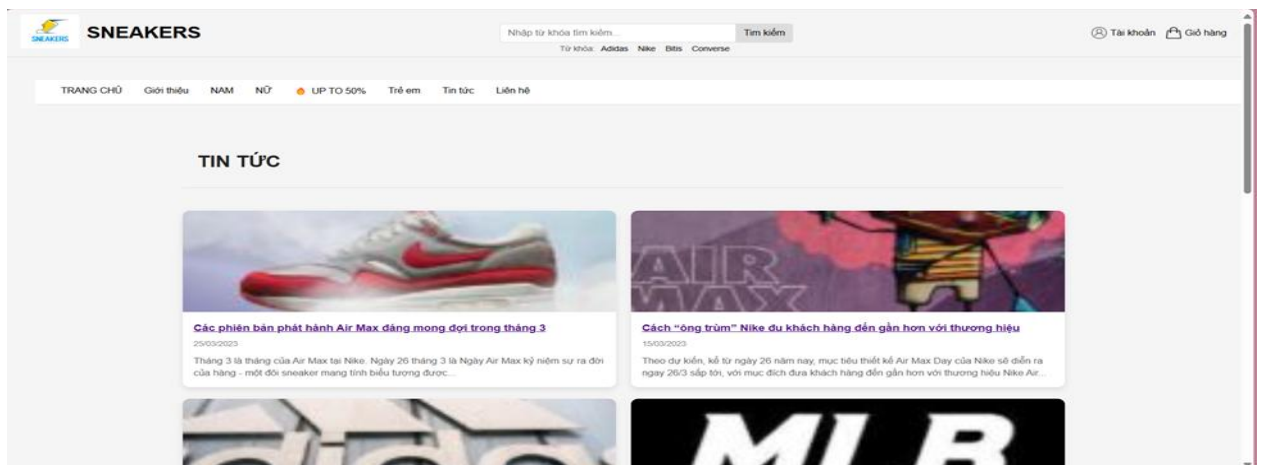 SNEAKERS
SNEAKERS
Nhập từ khóa tìm kiếm...
Tìm kiếm
Tài khoản
Giỏ hàng
Từ khóa: Adidas Nike Bitis Converse
TRANG CHỦ Giới thiệu NAM NỮ UP TO 50% Trẻ em Tin tức Liên hệ
TIN TỨC
AIR
MAX
Các phiên bản phát hành Air Max đáng mong đợi trong tháng 3
25/03/2023
Tháng 3 là tháng của Air Max tại Nike. Ngày 26 tháng 3 là Ngày Air Max kỷ niệm sự ra đời
của hàng - một đôi sneaker mang tính biểu tượng được...
Cách “ông trùm” Nike du khách hàng đến gần hơn với thương hiệu
15/03/2023
Theo dự kiến, kể từ ngày 26 năm nay, mục tiêu thiết kế Air Max Day của Nike sẽ diễn ra
ngay 26/3 sắp tới, với mục đích đưa khách hàng đến gần hơn với thương hiệu Nike Air...
adidas
MLB